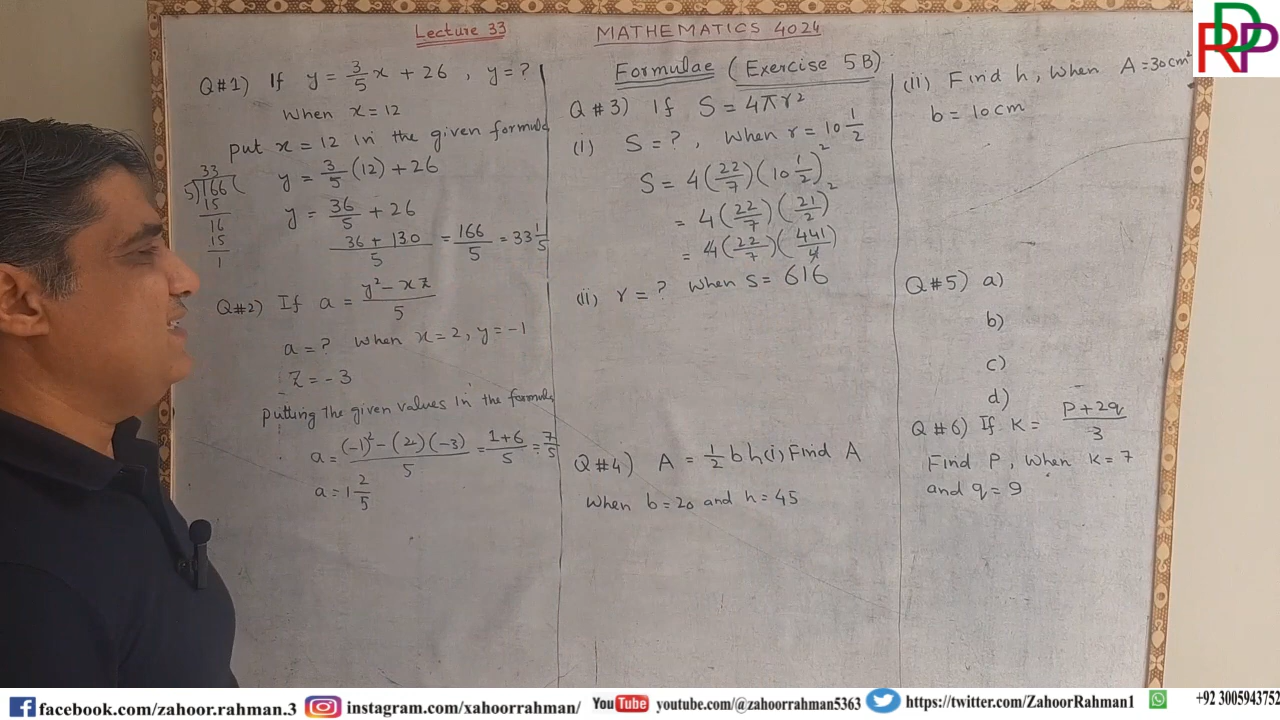 Lecture 33
MATHEMATICS 4024
Q#1) If y = 3/5 x + 26 , y = ?
When x = 12
put x = 12 in the given formula
y = 3/5 (12) + 26
y = 36/5 + 26
36 + 130 / 5 = 166/5 = 33 1/5
33
5)166(
15
16
15
1
Q#2) If a = y² - xz / 5
a = ? When x = 2, y = -1
z = -3
putting the given values in the formula
a = (-1)² - (2)(-3) / 5 = 1+6 / 5 = 7/5
a = 1 2/5
Formulae (Exercise 5B)
Q#3) If S = 4πr²
(i) S = ? , When r = 10 1/2
S = 4(22/7)(10 1/2)²
= 4(22/7)(21/2)²
= 4(22/7)(441/4)
(ii) r = ? When S = 616
Q#4) A = 1/2 bh (i) Find A
When b = 20 and h = 45
(ii) Find h, When A = 30 cm²
b = 10 cm
Q#5) a)
b)
c)
d)
Q#6) If K = P + 2q / 3
Find P, When K = 7
and q = 9
RDP
facebook.com/zahoor.rahman.3
instagram.com/xahoorrahman/
YouTube youtube.com/@zahoorrahman5363
https://twitter.com/ZahoorRahman1
+92 3005943752